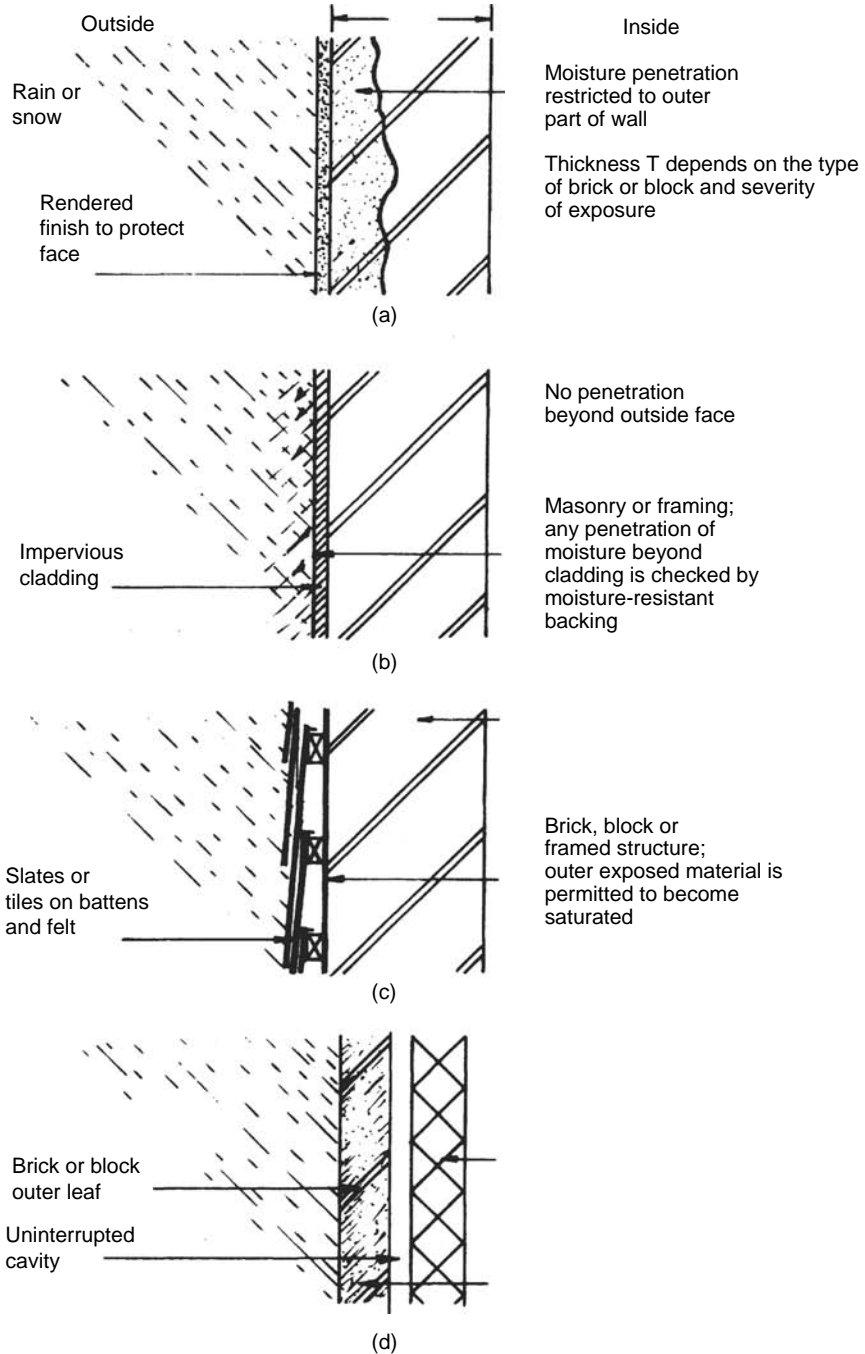 Outside
Inside
Rain or
snow
Rendered
finish to protect
face
Moisture penetration
restricted to outer
part of wall
Thickness T depends on the type
of brick or block and severity
of exposure
(a)
Impervious
cladding
No penetration
beyond outside face
Masonry or framing;
any penetration of
moisture beyond
cladding is checked by
moisture-resistant
backing
(b)
Slates or
tiles on battens
and felt
Brick, block or
framed structure;
outer exposed material is
permitted to become
saturated
(c)
Brick or block
outer leaf
Uninterrupted
cavity
(d)